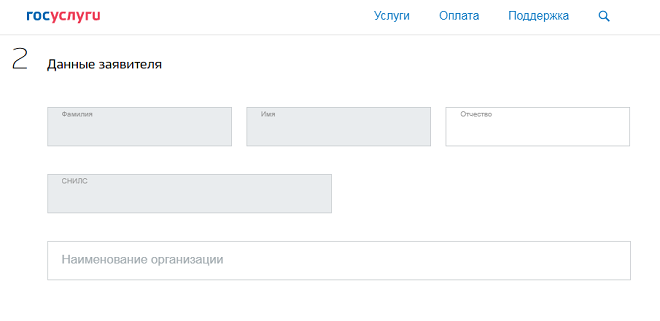 госуслуги Услуги Оплата Поддержка
2 Данные заявителя
Фамилия Имя Отчество
СНИЛС
Наименование организации